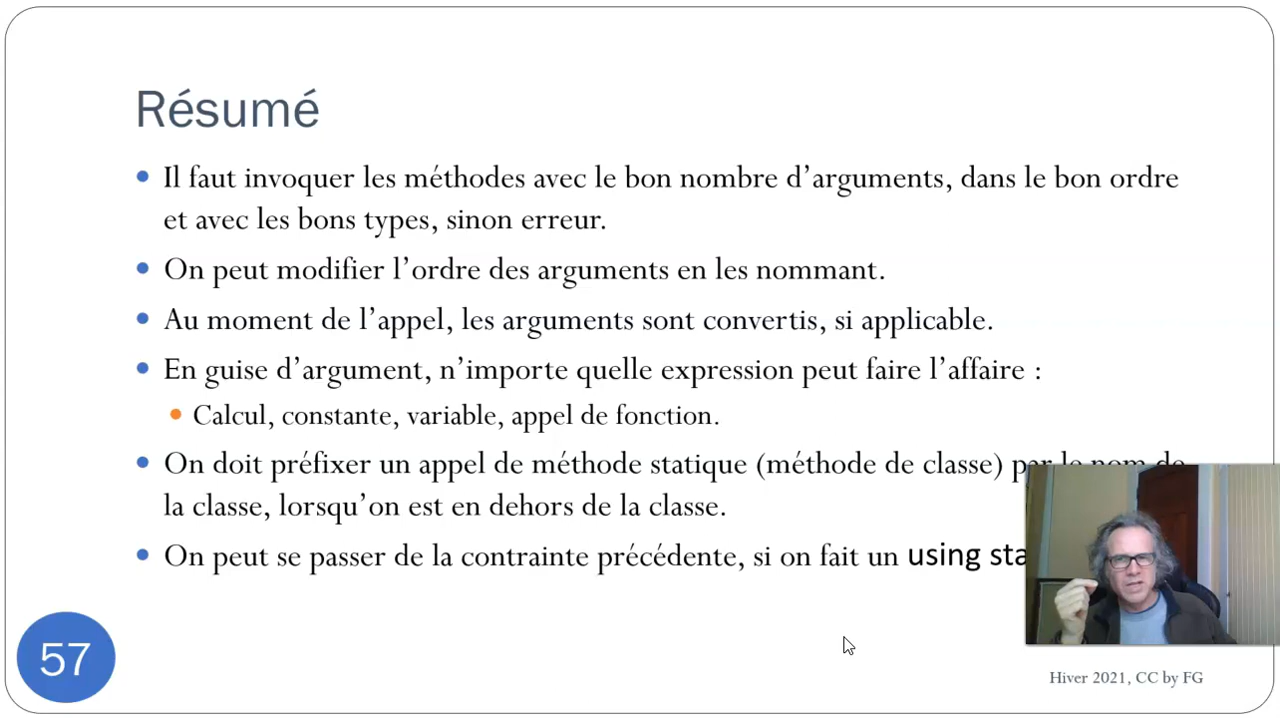 Résumé
• Il faut invoquer les méthodes avec le bon nombre d’arguments, dans le bon ordre
et avec les bons types, sinon erreur.
• On peut modifier l’ordre des arguments en les nommant.
• Au moment de l’appel, les arguments sont convertis, si applicable.
• En guise d’argument, n’importe quelle expression peut faire l’affaire :
• Calcul, constante, variable, appel de fonction.
• On doit préfixer un appel de méthode statique (méthode de classe) par le nom de
la classe, lorsqu’on est en dehors de la classe.
• On peut se passer de la contrainte précédente, si on fait un using
57
Hiver 2021, CC by FG